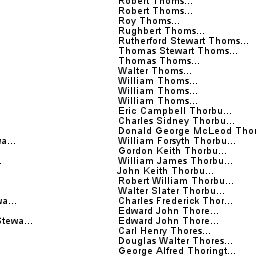 Robert Thoms...
Robert Thoms...
Roy Thoms...
Rughbert Thoms...
Rutherford Stewart Thoms...
Thomas Stewart Thoms...
Thomas Thoms...
Walter Thoms...
William Thoms...
William Thoms...
William Thoms...
Eric Campbell Thorbu...
Charles Sidney Thorbu...
Donald George McLeod Thor
wa... William Forsyth Thorbu...
Gordon Keith Thorbu...
. William James Thorbu...
John Keith Thorbu...
Robert William Thorbu...
Walter Slater Thorbu...
va... Charles Frederick Thor...
Edward John Thore...
Stewa... Edward John Thore...
Carl Henry Thores...
Douglas Walter Thores...
George Alfred Thoringt...